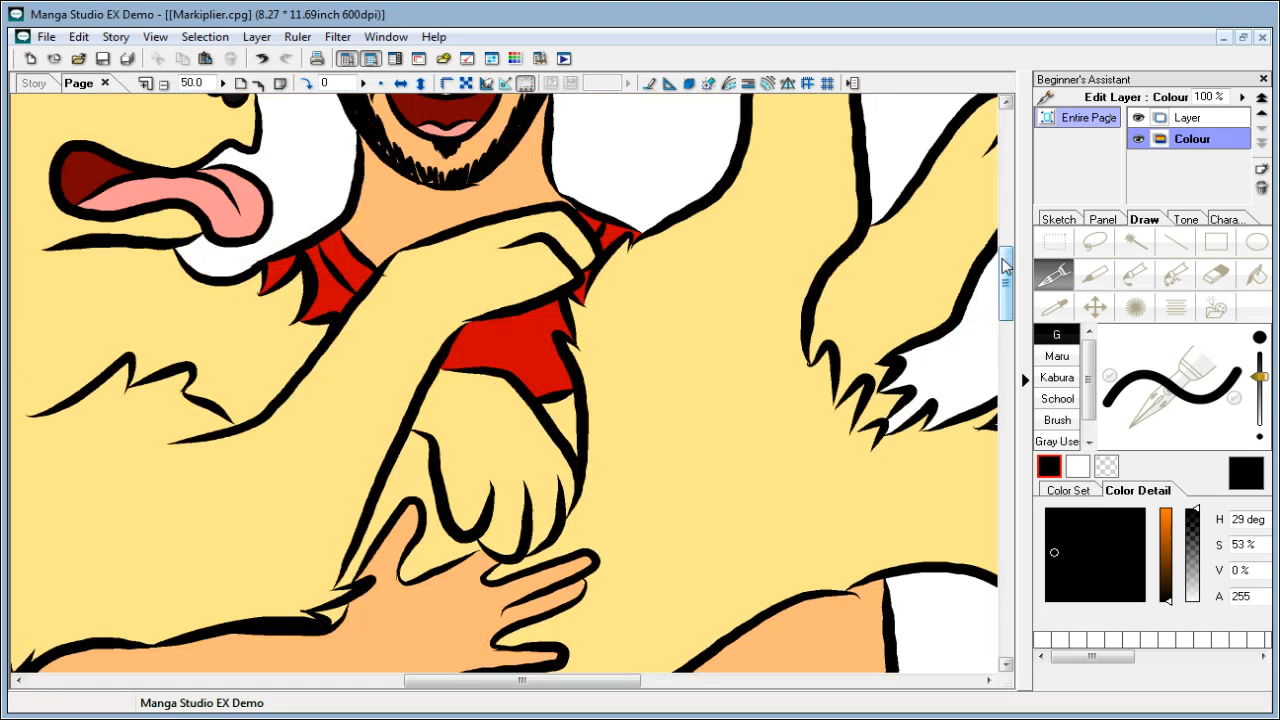 Manga Studio EX Demo - [[Markiplier.cpg] (8.27 * 11.69inch 600dpi)]
File Edit Story View Selection Layer Ruler Filter Window Help
Story Page 50.0 0
Beginner's Assistant
Edit Layer : Colour 100 %
Entire Page
Layer
Colour
Sketch Panel Draw Tone Chara...
G
Maru
Kabura
School
Brush
Gray Use
Color Set Color Detail
H 29 deg
S 53 %
V 0 %
A 255
Manga Studio EX Demo